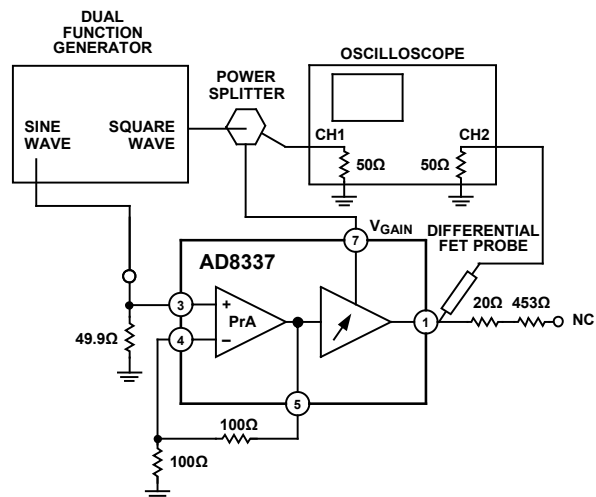 DUAL
FUNCTION
GENERATOR
OSCILLOSCOPE
POWER
SPLITTER
SINE
WAVE
SQUARE
WAVE
CH1
CH2
50Ω
50Ω
VGAIN
DIFFERENTIAL
FET PROBE
7
AD8337
20Ω
453Ω
3
+
PrA
1
NC
49.9Ω
4
–
5
100Ω
100Ω